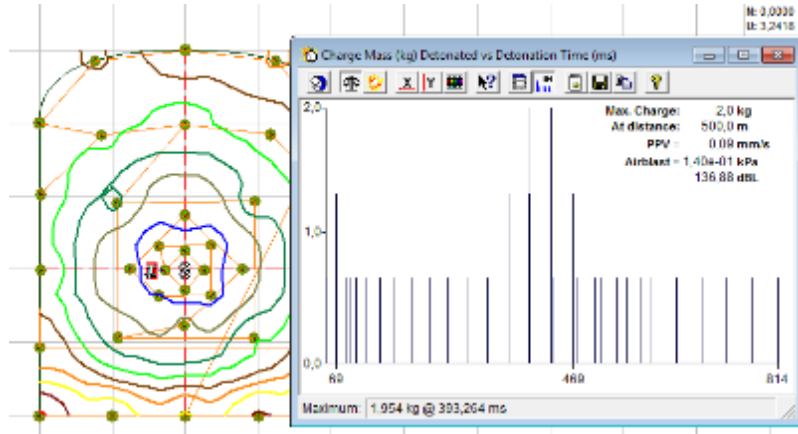 N: 0,0000
U: 3,2418
Charge Mass (kg) Detonated vs Detonation Time (ms)
X Y
2,0
Max. Charge: 2,0 kg
At distance: 500,0 m
PPV = 0.09 mm/s
Airblast = 1,40e-01 kPa
136.88 dBL
1,0
0,0
69 469 814
Maximum: 1.954 kg @ 393,264 ms